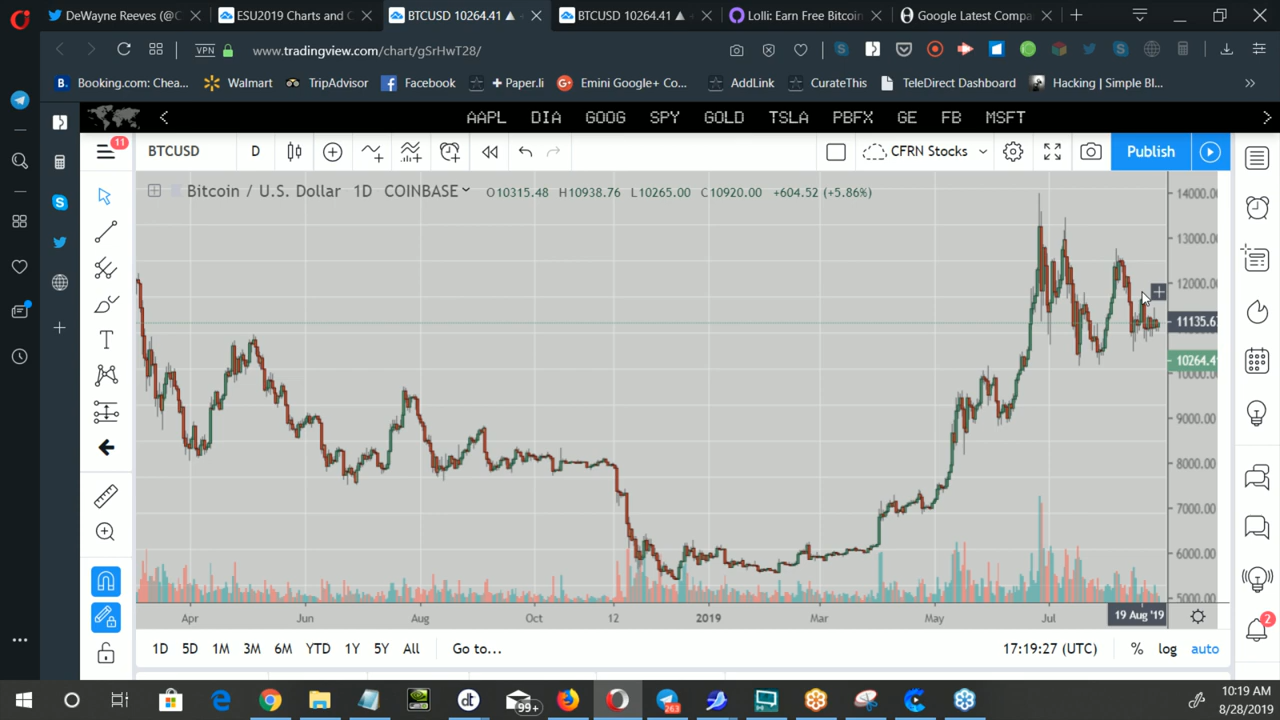 DeWayne Reeves (@C
ESU2019 Charts and C
BTCUSD 10264.41 ▲
BTCUSD 10264.41 ▲
Lolli: Earn Free Bitcoin
Google Latest Compa
VPN
www.tradingview.com/chart/gSrHwT28/
Booking.com: Chea...
Walmart
TripAdvisor
Facebook
+ Paper.li
Emini Google+ Co...
AddLink
CurateThis
TeleDirect Dashboard
Hacking | Simple Bl...
AAPL DIA GOOG SPY GOLD TSLA PBFX GE FB MSFT
11
BTCUSD
D
CFRN Stocks
Publish
Bitcoin / U.S. Dollar 1D COINBASE
O10315.48 H10938.76 L10265.00 C10920.00 +604.52 (+5.86%)
14000.00
13000.00
12000.00
11135.6
10264.4
10000.00
9000.00
8000.00
7000.00
6000.00
5000.00
Apr Jun Aug Oct 12 2019 Mar May Jul 19 Aug '19
1D 5D 1M 3M 6M YTD 1Y 5Y All
Go to...
17:19:27 (UTC)
% log auto
2
99+
263
10:19 AM
8/28/2019